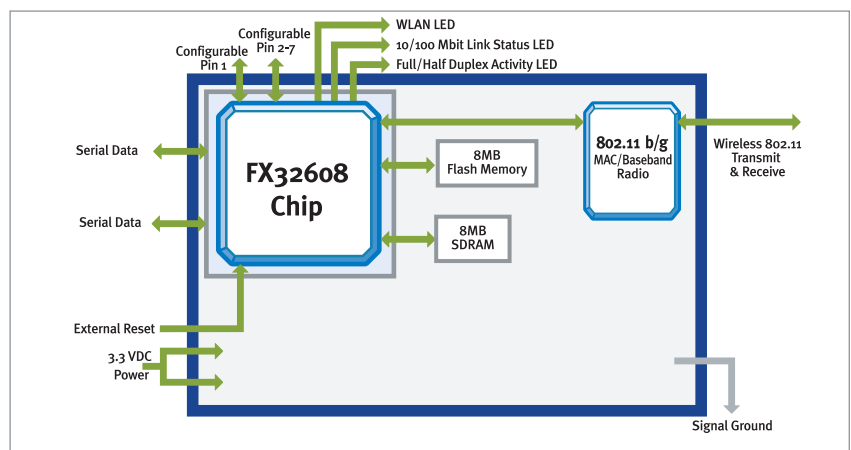 WLAN LED
10/100 Mbit Link Status LED
Full/Half Duplex Activity LED
Configurable
Pin 2-7
Configurable
Pin 1
Serial Data
Serial Data
FX32608
Chip
8MB
Flash Memory
8MB
SDRAM
802.11 b/g
MAC/Baseband
Radio
Wireless 802.11
Transmit
& Receive
External Reset
3.3 VDC
Power
Signal Ground